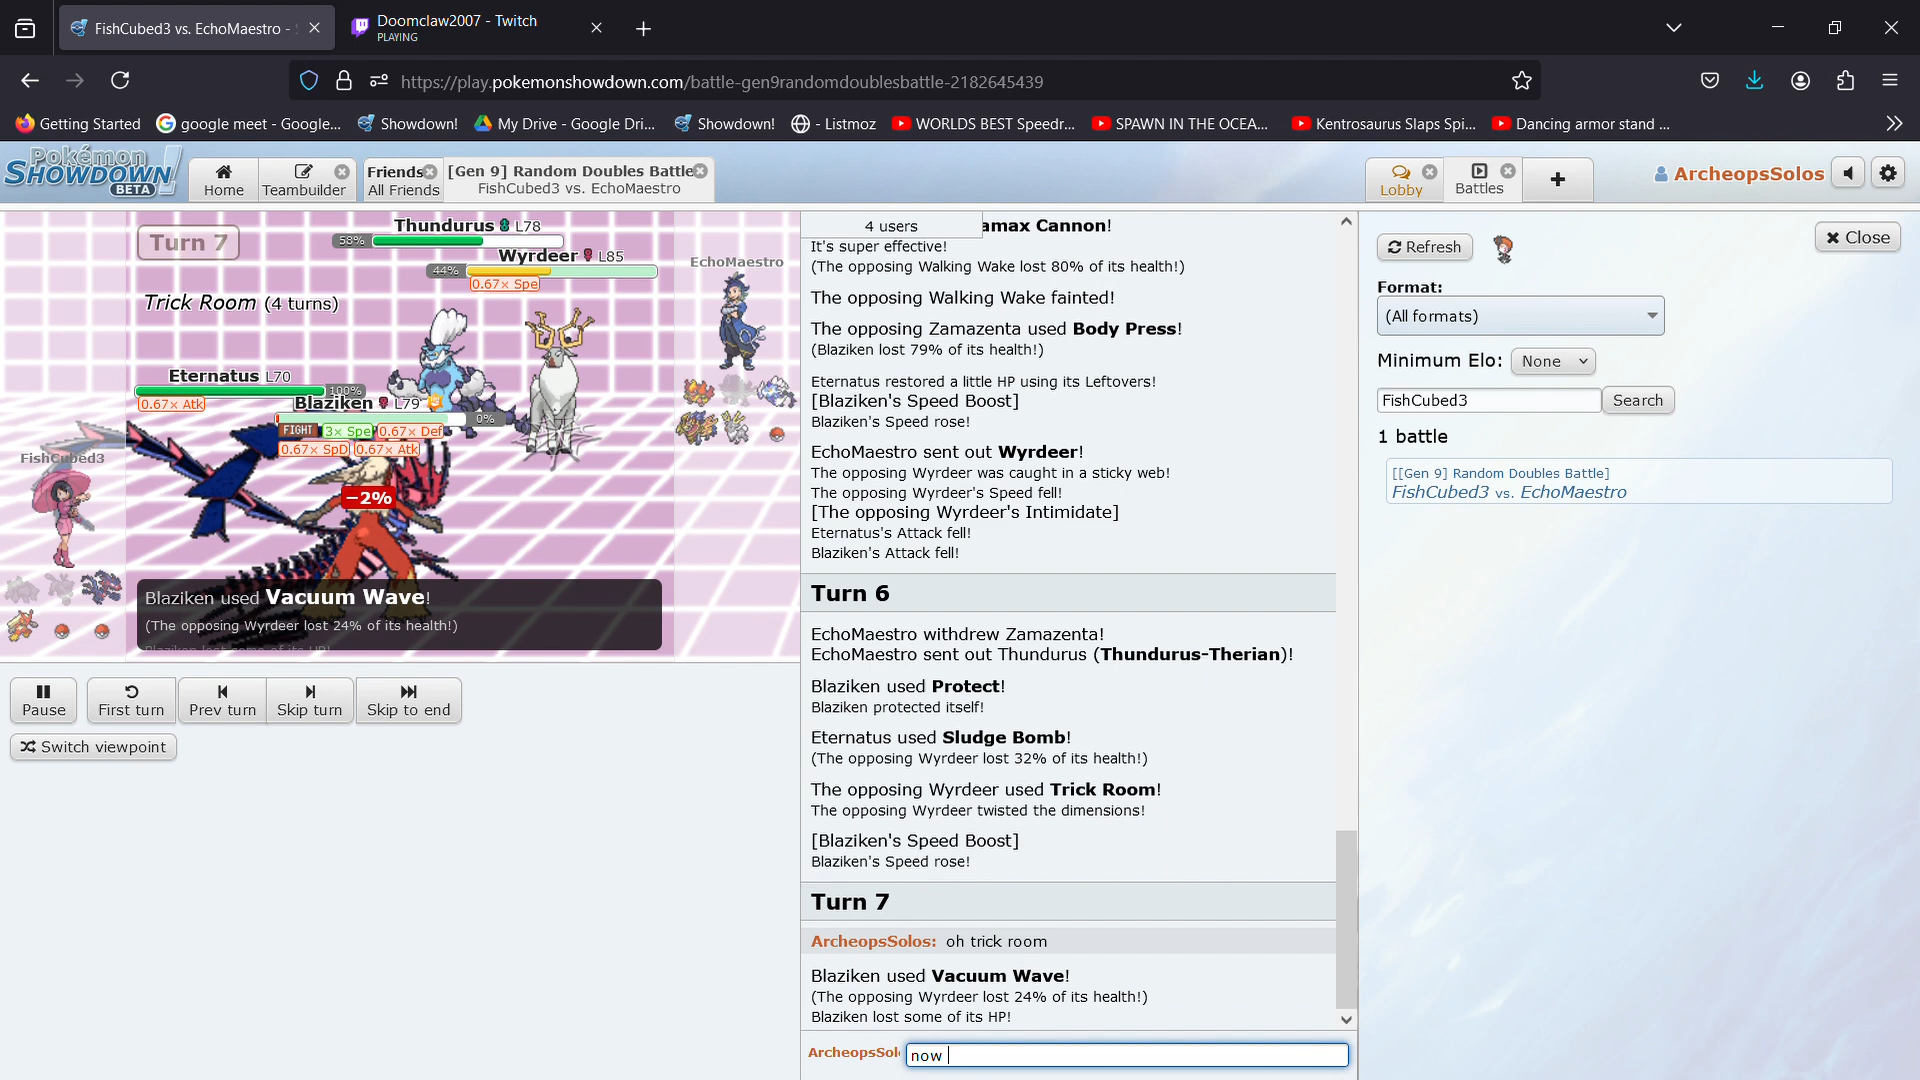 FishCubed3 vs. EchoMaestro -
Doomclaw2007 - Twitch
PLAYING
https://play.pokemonshowdown.com/battle-gen9randomdoublesbattle-2182645439
Getting Started
google meet - Google...
Showdown!
My Drive - Google Dri...
Showdown!
- Listmoz
WORLDS BEST Speedr...
SPAWN IN THE OCEA...
Kentrosaurus Slaps Spi...
Dancing armor stand ...
Pokémon
SHOWDOWN!
BETA
Home
Teambuilder
Friends
All Friends
[Gen 9] Random Doubles Battle
FishCubed3 vs. EchoMaestro
Lobby
Battles
ArcheopsSolos
Turn 7
Trick Room (4 turns)
Thundurus L78
58%
Wyrdeer L85
44%
0.67× Spe
EchoMaestro
Eternatus L70
100%
0.67× Atk
Blaziken L79
0%
FIGHT 3× Spe 0.67× Def
0.67× SpD 0.67× Atk
FishCubed3
−2%
Blaziken used Vacuum Wave!
(The opposing Wyrdeer lost 24% of its health!)
Blaziken lost some of its HP!
Pause
First turn
Prev turn
Skip turn
Skip to end
Switch viewpoint
4 users
amax Cannon!
It's super effective!
(The opposing Walking Wake lost 80% of its health!)
The opposing Walking Wake fainted!
The opposing Zamazenta used Body Press!
(Blaziken lost 79% of its health!)
Eternatus restored a little HP using its Leftovers!
[Blaziken's Speed Boost]
Blaziken's Speed rose!
EchoMaestro sent out Wyrdeer!
The opposing Wyrdeer was caught in a sticky web!
The opposing Wyrdeer's Speed fell!
[The opposing Wyrdeer's Intimidate]
Eternatus's Attack fell!
Blaziken's Attack fell!
Turn 6
EchoMaestro withdrew Zamazenta!
EchoMaestro sent out Thundurus (Thundurus-Therian)!
Blaziken used Protect!
Blaziken protected itself!
Eternatus used Sludge Bomb!
(The opposing Wyrdeer lost 32% of its health!)
The opposing Wyrdeer used Trick Room!
The opposing Wyrdeer twisted the dimensions!
[Blaziken's Speed Boost]
Blaziken's Speed rose!
Turn 7
ArcheopsSolos: oh trick room
Blaziken used Vacuum Wave!
(The opposing Wyrdeer lost 24% of its health!)
Blaziken lost some of its HP!
ArcheopsSol
now
Refresh
Close
Format:
(All formats)
Minimum Elo: None
FishCubed3
Search
1 battle
[[Gen 9] Random Doubles Battle]
FishCubed3 vs. EchoMaestro